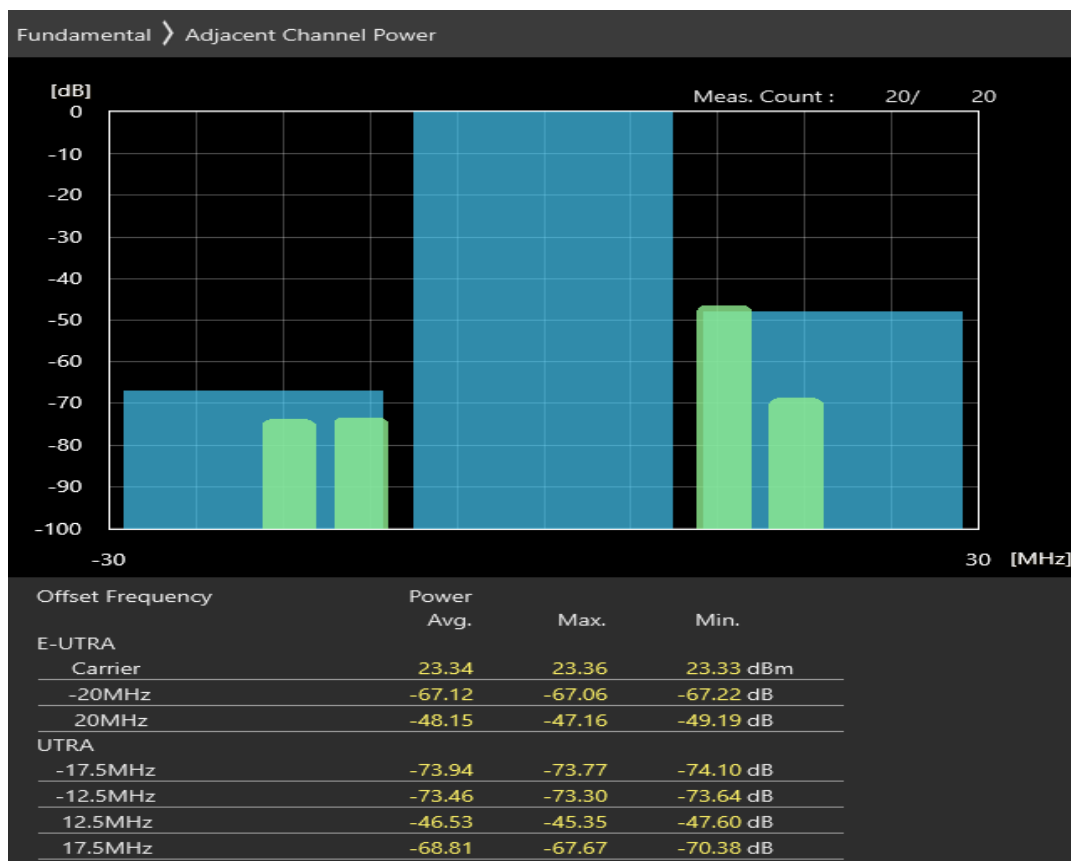 Fundamental 〉 Adjacent Channel Power
[dB]
Meas. Count : 20/ 20
0
-10
-20
-30
-40
-50
-60
-70
-80
-90
-100
-30 30 [MHz]
Offset Frequency Power
Avg. Max. Min.
E-UTRA
Carrier 23.34 23.36 23.33 dBm
-20MHz -67.12 -67.06 -67.22 dB
20MHz -48.15 -47.16 -49.19 dB
UTRA
-17.5MHz -73.94 -73.77 -74.10 dB
-12.5MHz -73.46 -73.30 -73.64 dB
12.5MHz -46.53 -45.35 -47.60 dB
17.5MHz -68.81 -67.67 -70.38 dB